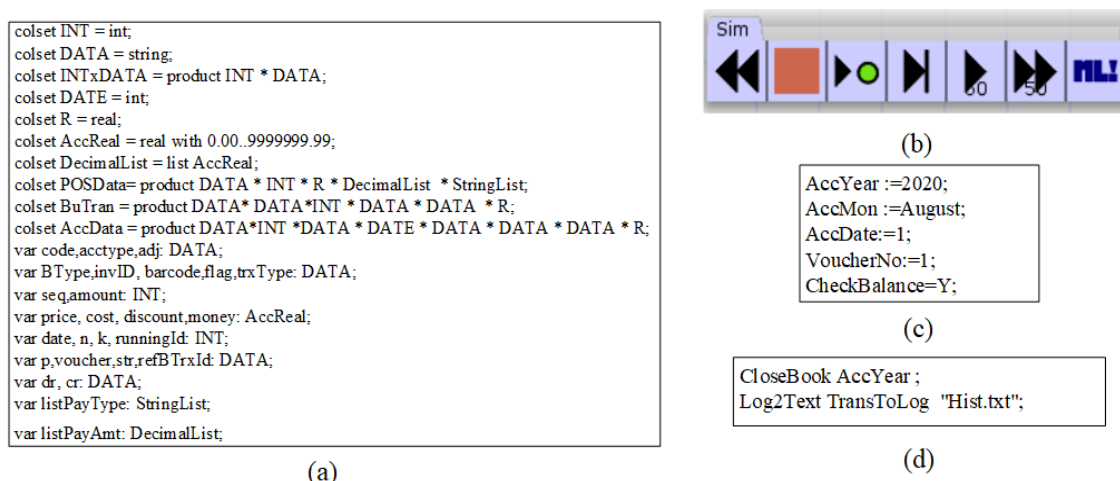 colset INT = int;
colset DATA = string;
colset INTxDATA = product INT * DATA;
colset DATE = int;
colset R = real;
colset AccReal = real with 0.00..9999999.99;
colset DecimalList = list AccReal;
colset POSData= product DATA * INT * R * DecimalList * StringList;
colset BuTran = product DATA* DATA*INT * DATA * DATA * R;
colset AccData = product DATA*INT *DATA * DATE * DATA * DATA * DATA * R;
var code,acctype,adj: DATA;
var BType,invID, barcode,flag,trxType: DATA;
var seq,amount: INT;
var price, cost, discount,money: AccReal;
var date, n, k, runningId: INT;
var p,voucher,str,refBTrxId: DATA;
var dr, cr: DATA;
var listPayType: StringList;
var listPayAmt: DecimalList;
(a)
Sim
50
ML!
(b)
AccYear :=2020;
AccMon :=August;
AccDate:=1;
VoucherNo:=1;
CheckBalance=Y;
(c)
CloseBook AccYear ;
Log2Text TransToLog "Hist.txt";
(d)